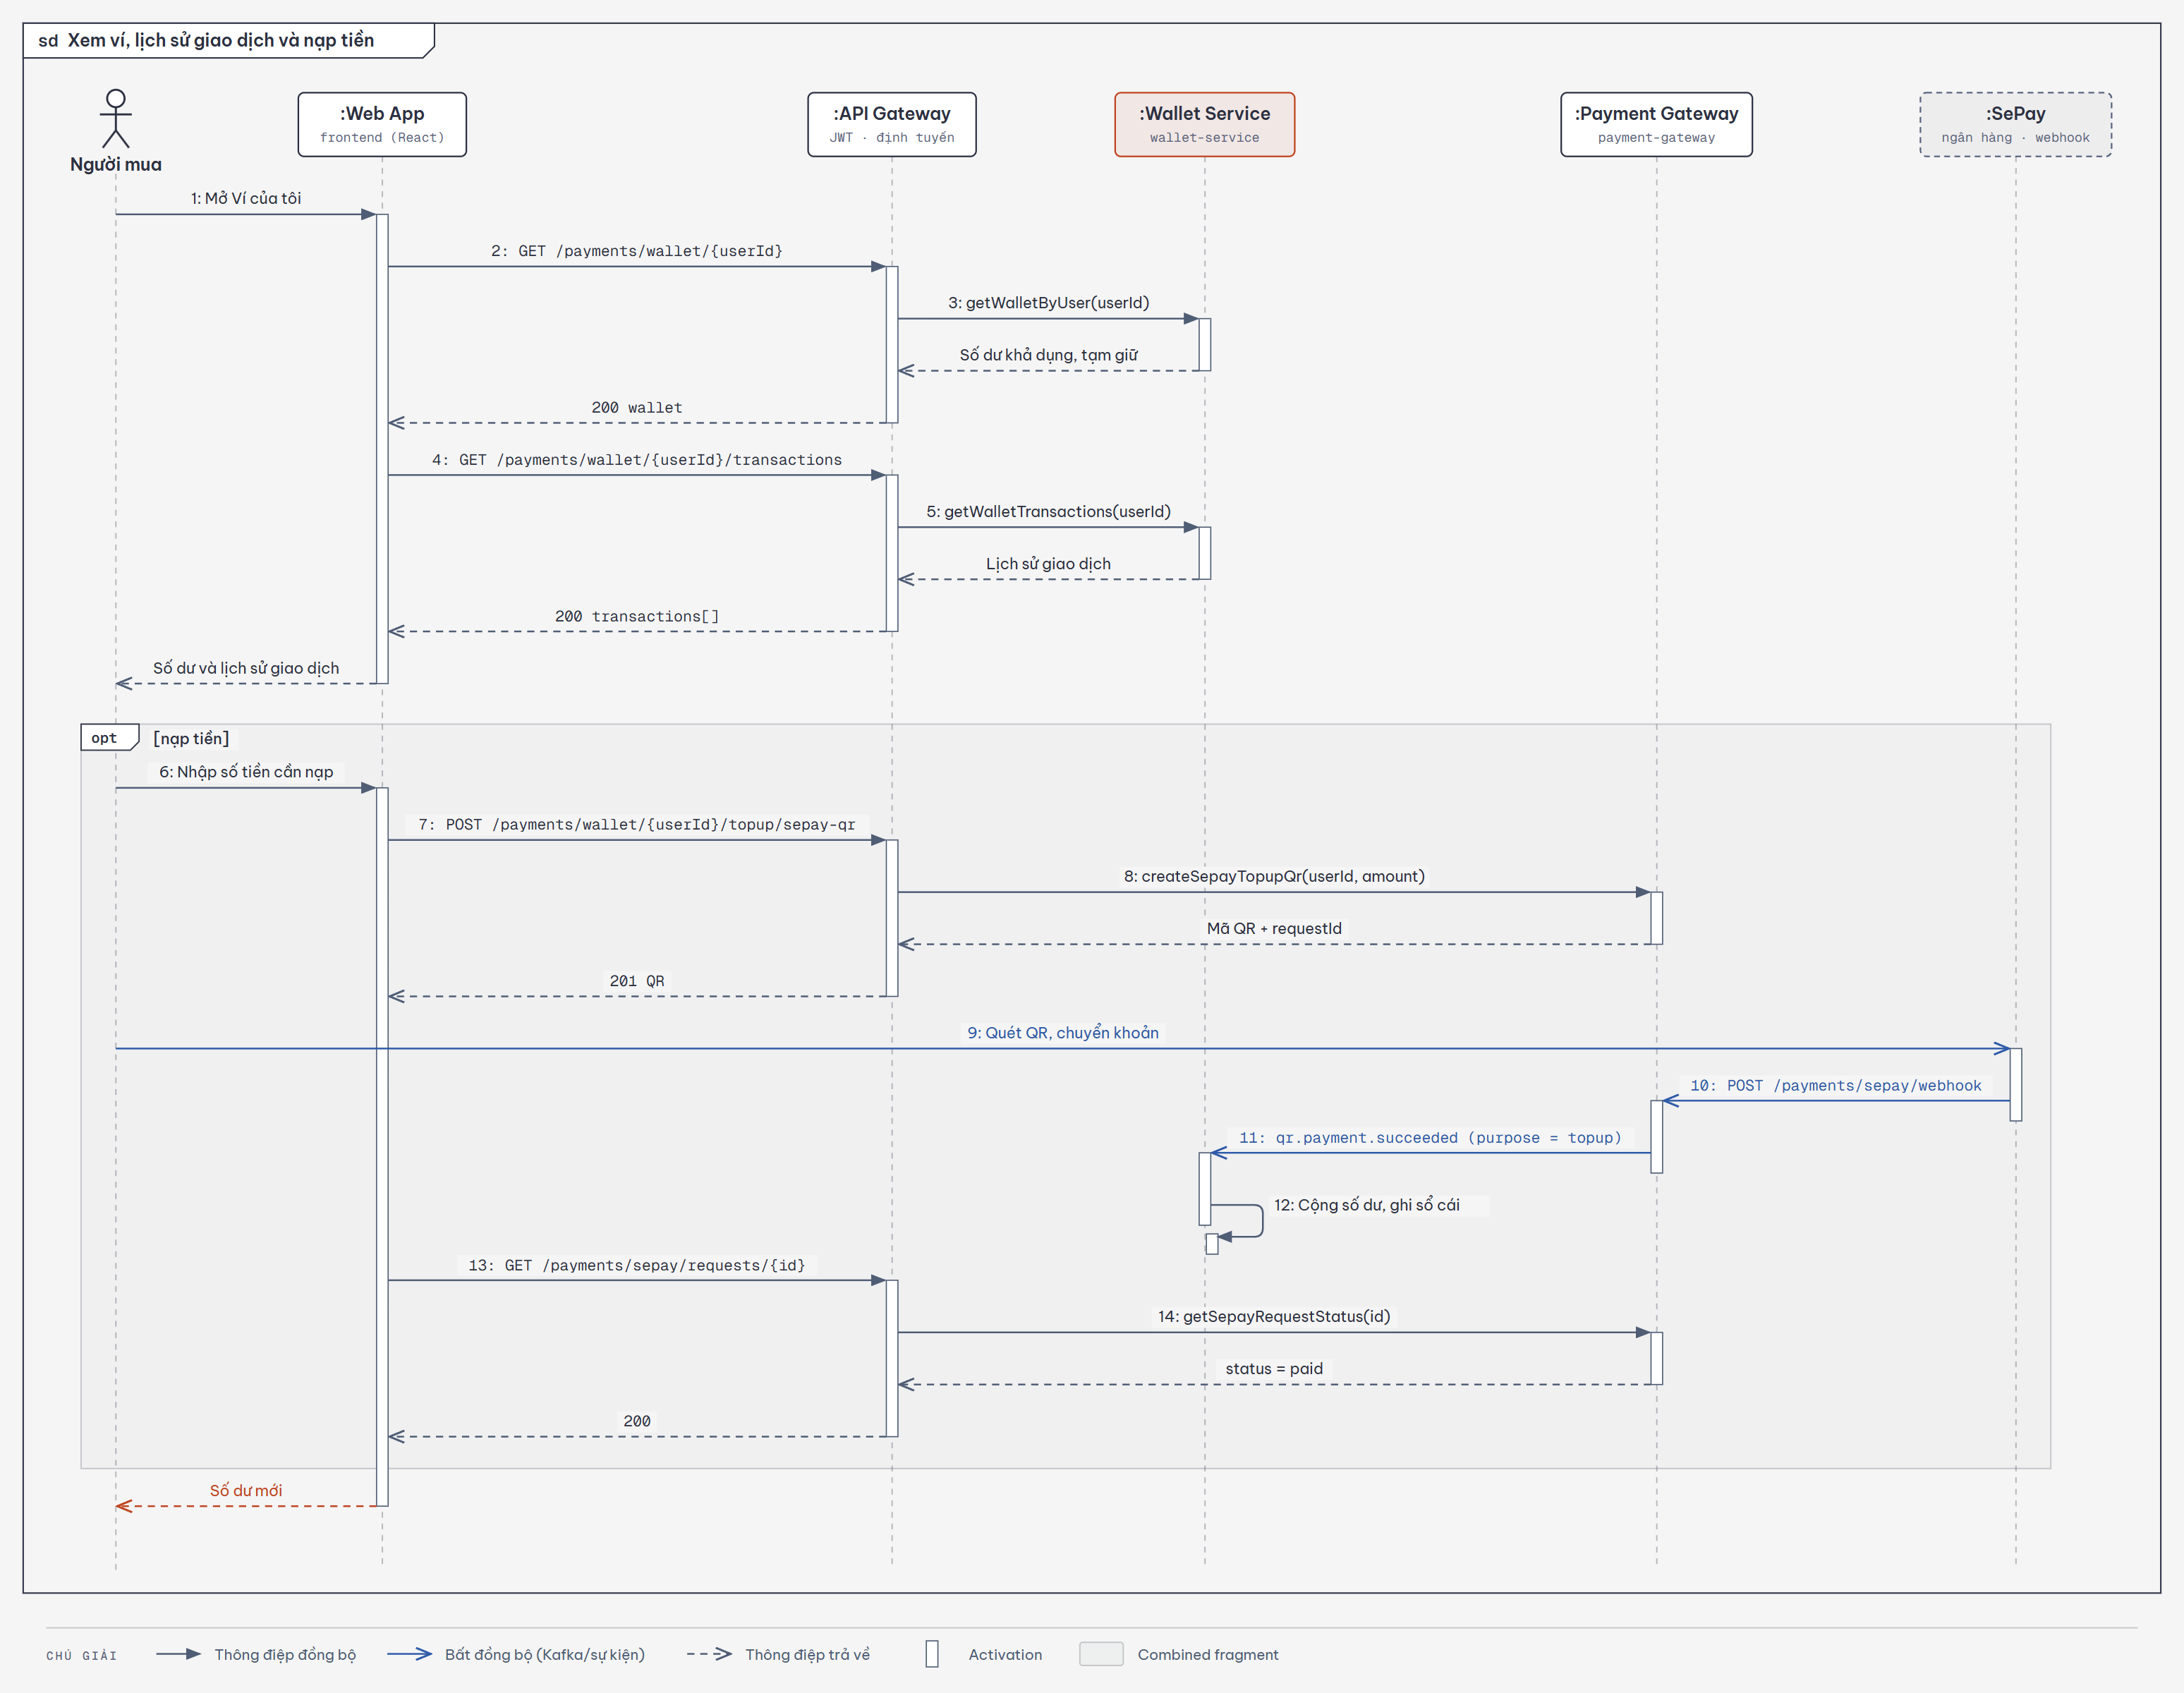 sd Xem ví, lịch sử giao dịch và nạp tiền
Người mua
:Web App
frontend (React)
:API Gateway
JWT · định tuyến
:Wallet Service
wallet-service
:Payment Gateway
payment-gateway
:SePay
ngân hàng · webhook
1: Mở Ví của tôi
2: GET /payments/wallet/{userId}
3: getWalletByUser(userId)
Số dư khả dụng, tạm giữ
200 wallet
4: GET /payments/wallet/{userId}/transactions
5: getWalletTransactions(userId)
Lịch sử giao dịch
200 transactions[]
Số dư và lịch sử giao dịch
opt [nạp tiền]
6: Nhập số tiền cần nạp
7: POST /payments/wallet/{userId}/topup/sepay-qr
8: createSepayTopupQr(userId, amount)
Mã QR + requestId
201 QR
9: Quét QR, chuyển khoản
10: POST /payments/sepay/webhook
11: qr.payment.succeeded (purpose = topup)
12: Cộng số dư, ghi sổ cái
13: GET /payments/sepay/requests/{id}
14: getSepayRequestStatus(id)
status = paid
200
Số dư mới
CHÚ GIẢI
Thông điệp đồng bộ
Bất đồng bộ (Kafka/sự kiện)
Thông điệp trả về
Activation
Combined fragment